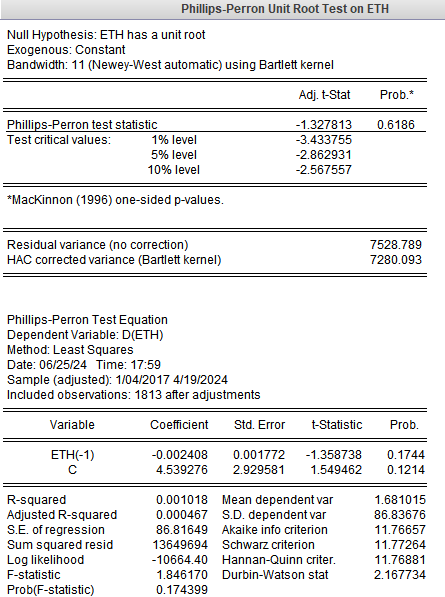 Phillips-Perron Unit Root Test on ETH
Null Hypothesis: ETH has a unit root
Exogenous: Constant
Bandwidth: 11 (Newey-West automatic) using Bartlett kernel
Adj. t-Stat Prob.*
Phillips-Perron test statistic -1.327813 0.6186
Test critical values: 1% level -3.433755
5% level -2.862931
10% level -2.567557
*MacKinnon (1996) one-sided p-values.
Residual variance (no correction) 7528.789
HAC corrected variance (Bartlett kernel) 7280.093
Phillips-Perron Test Equation
Dependent Variable: D(ETH)
Method: Least Squares
Date: 06/25/24 Time: 17:59
Sample (adjusted): 1/04/2017 4/19/2024
Included observations: 1813 after adjustments
Variable Coefficient Std. Error t-Statistic Prob.
ETH(-1) -0.002408 0.001772 -1.358738 0.1744
C 4.539276 2.929581 1.549462 0.1214
R-squared 0.001018 Mean dependent var 1.681015
Adjusted R-squared 0.000467 S.D. dependent var 86.83676
S.E. of regression 86.81649 Akaike info criterion 11.76657
Sum squared resid 13649694 Schwarz criterion 11.77264
Log likelihood -10664.40 Hannan-Quinn criter. 11.76881
F-statistic 1.846170 Durbin-Watson stat 2.167734
Prob(F-statistic) 0.174399